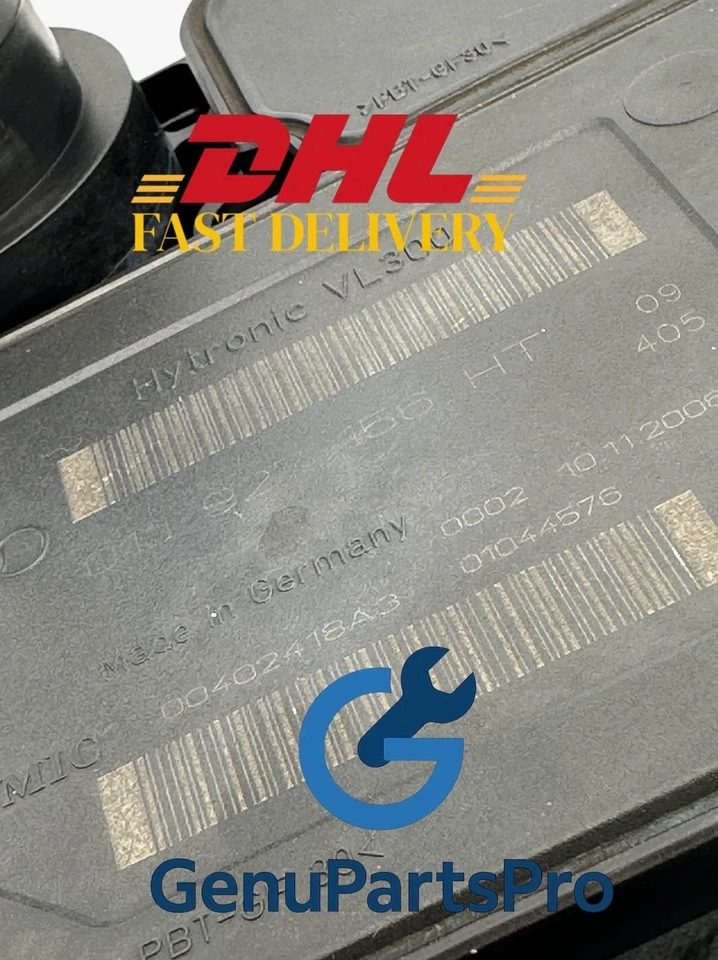 >PBT-GF30<
DHL
FAST DELIVERY
Hytronic VL300
09
405
HT
0002 10.11.2008
Made in Germany
01044576
00402418A3
GenuPartsPro